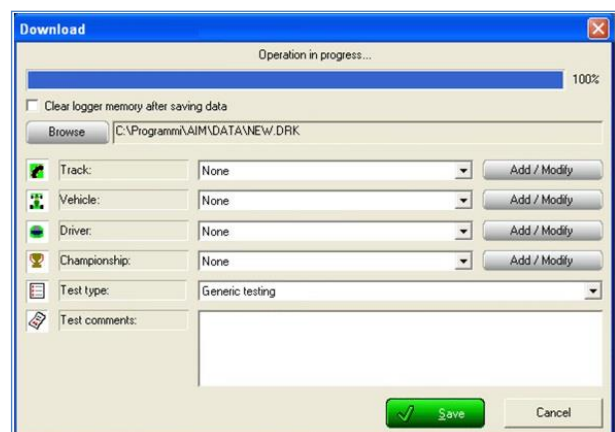 Download
Operation in progress...
100%
Clear logger memory after saving data
Browse C:\Programmi\AIM\DATA\NEW.DRK
Track: None Add / Modify
Vehicle: None Add / Modify
Driver: None Add / Modify
Championship: None Add / Modify
Test type: Generic testing
Test comments:
Save Cancel